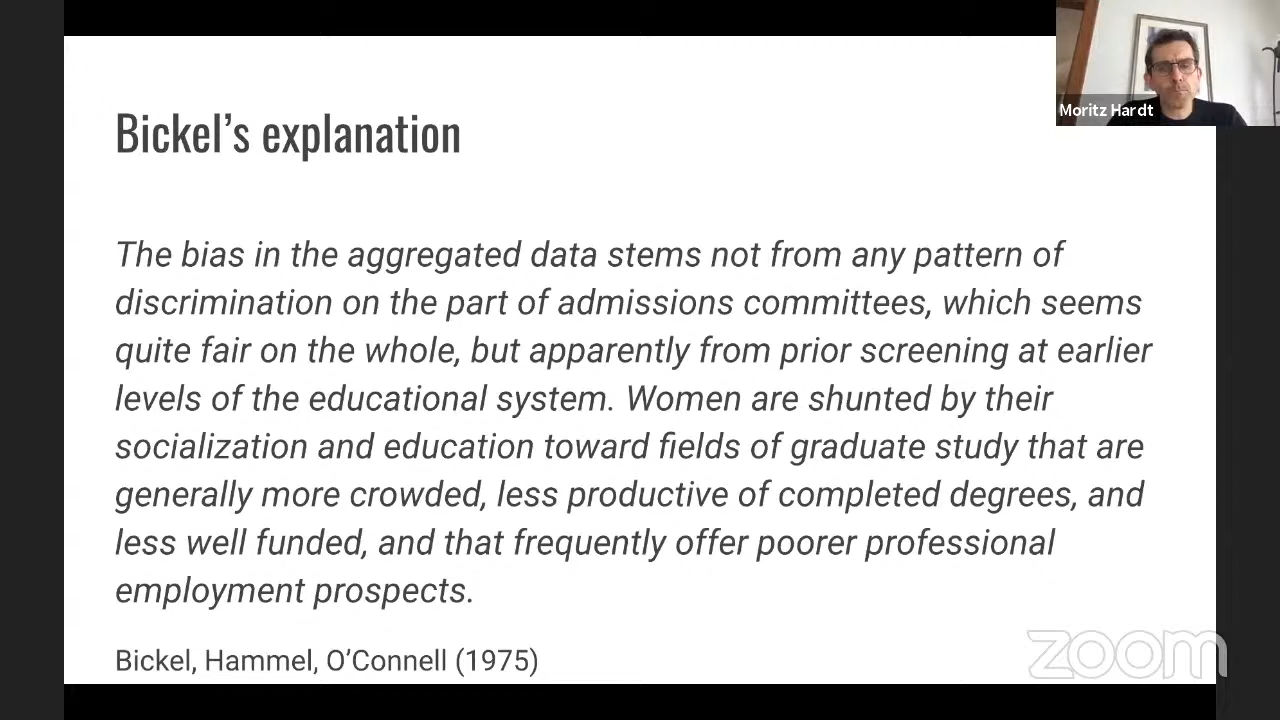 Moritz Hardt
Bickel’s explanation
The bias in the aggregated data stems not from any pattern of
discrimination on the part of admissions committees, which seems
quite fair on the whole, but apparently from prior screening at earlier
levels of the educational system. Women are shunted by their
socialization and education toward fields of graduate study that are
generally more crowded, less productive of completed degrees, and
less well funded, and that frequently offer poorer professional
employment prospects.
Bickel, Hammel, O’Connell (1975)
zoom